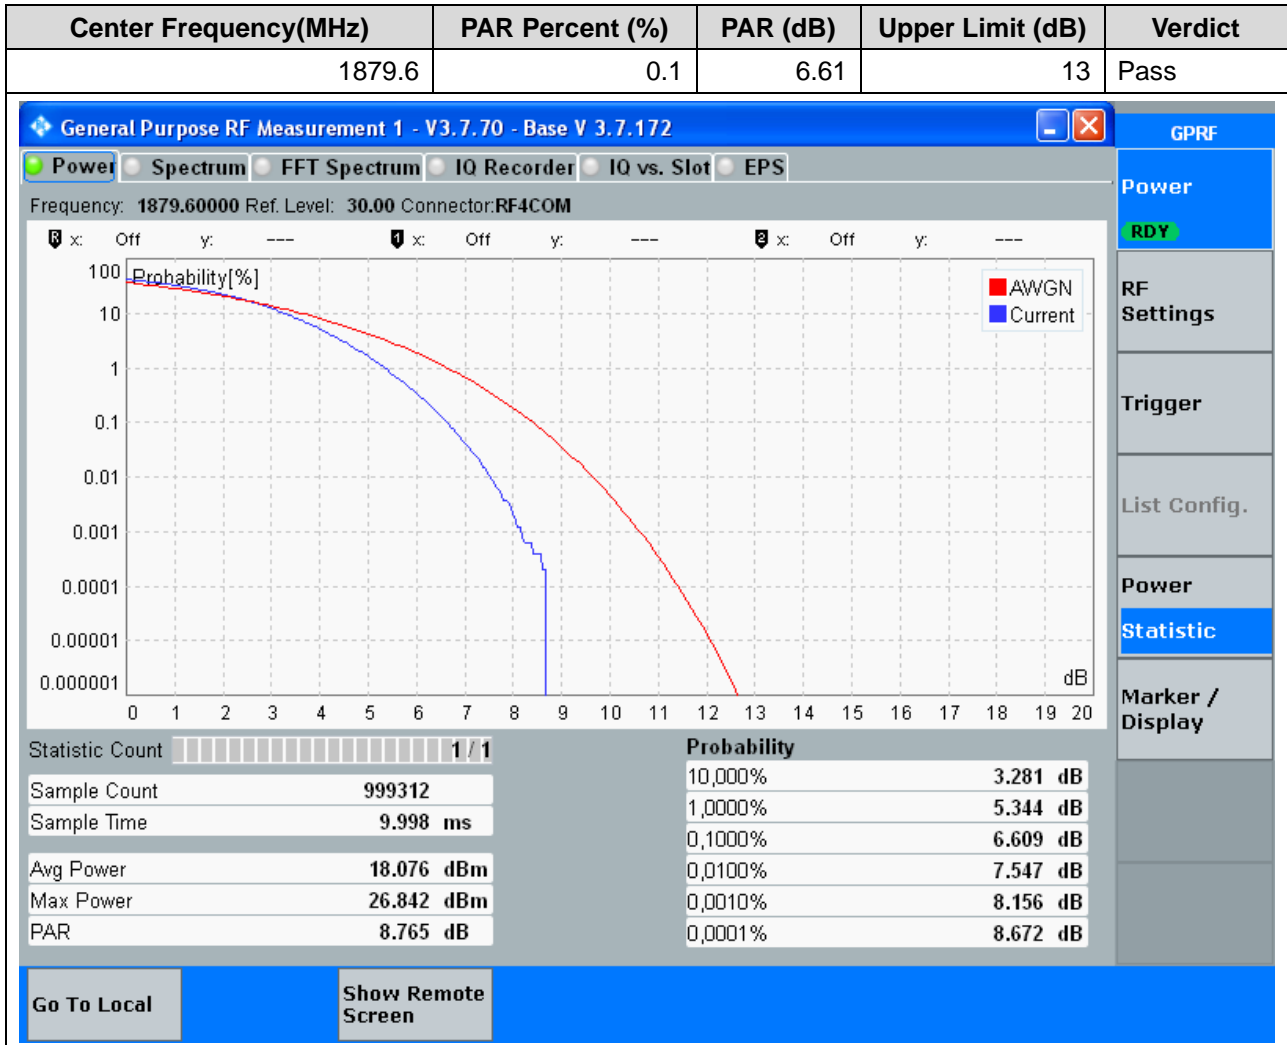 Center Frequency(MHz) PAR Percent (%) PAR (dB) Upper Limit (dB) Verdict
1879.6 0.1 6.61 13 Pass
General Purpose RF Measurement 1 - V3.7.70 - Base V 3.7.172
GPRF
Power Spectrum FFT Spectrum IQ Recorder IQ vs. Slot EPS
Frequency: 1879.60000 Ref. Level: 30.00 Connector:RF4COM
R x: Off y: --- 1 x: Off y: --- 2 x: Off y: ---
Probability[%]
AWGN
Current
100
10
1
0.1
0.01
0.001
0.0001
0.00001
0.000001
dB
0 1 2 3 4 5 6 7 8 9 10 11 12 13 14 15 16 17 18 19 20
Statistic Count 1 / 1
Sample Count 999312
Sample Time 9.998 ms
Avg Power 18.076 dBm
Max Power 26.842 dBm
PAR 8.765 dB
Probability
10,000% 3.281 dB
1,0000% 5.344 dB
0,1000% 6.609 dB
0,0100% 7.547 dB
0,0010% 8.156 dB
0,0001% 8.672 dB
Power
RDY
RF
Settings
Trigger
List Config.
Power
Statistic
Marker /
Display
Go To Local
Show Remote
Screen